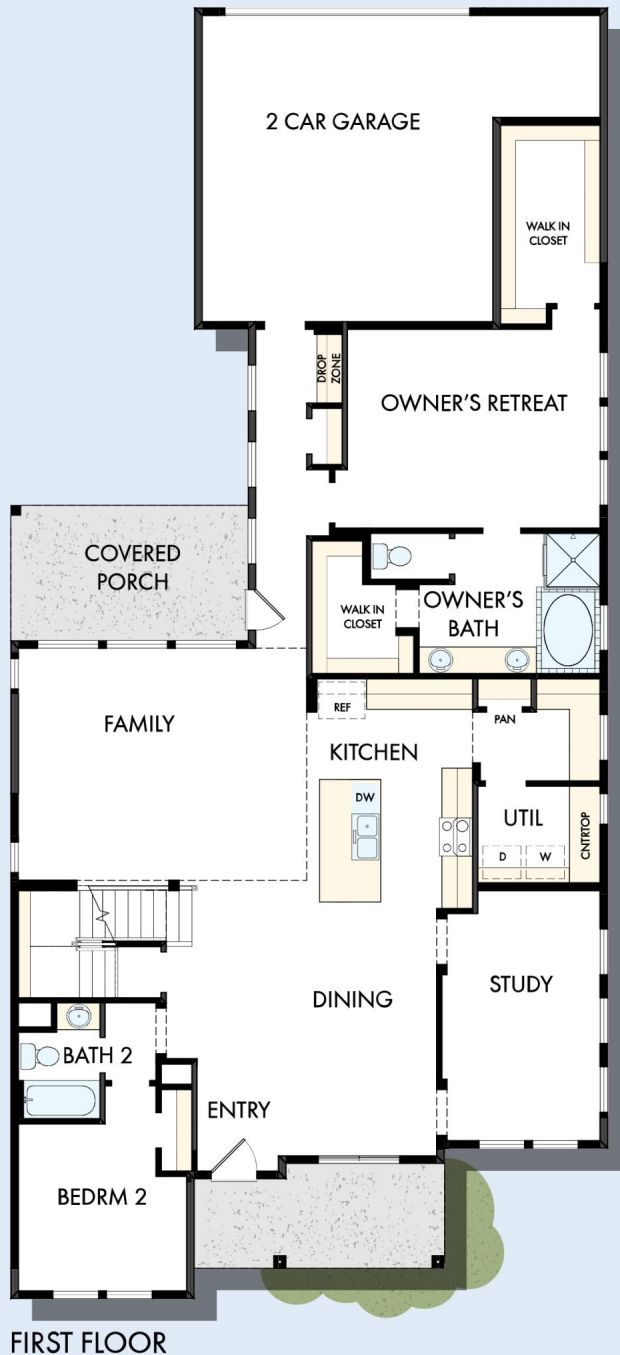 2 CAR GARAGE
WALK IN
CLOSET
DROP
ZONE
OWNER'S RETREAT
COVERED
PORCH
WALK IN
CLOSET
OWNER'S
BATH
FAMILY
REF
PAN
KITCHEN
DW
UTIL
CNTRTOP
D
W
STUDY
DINING
BATH 2
ENTRY
BEDRM 2
FIRST FLOOR